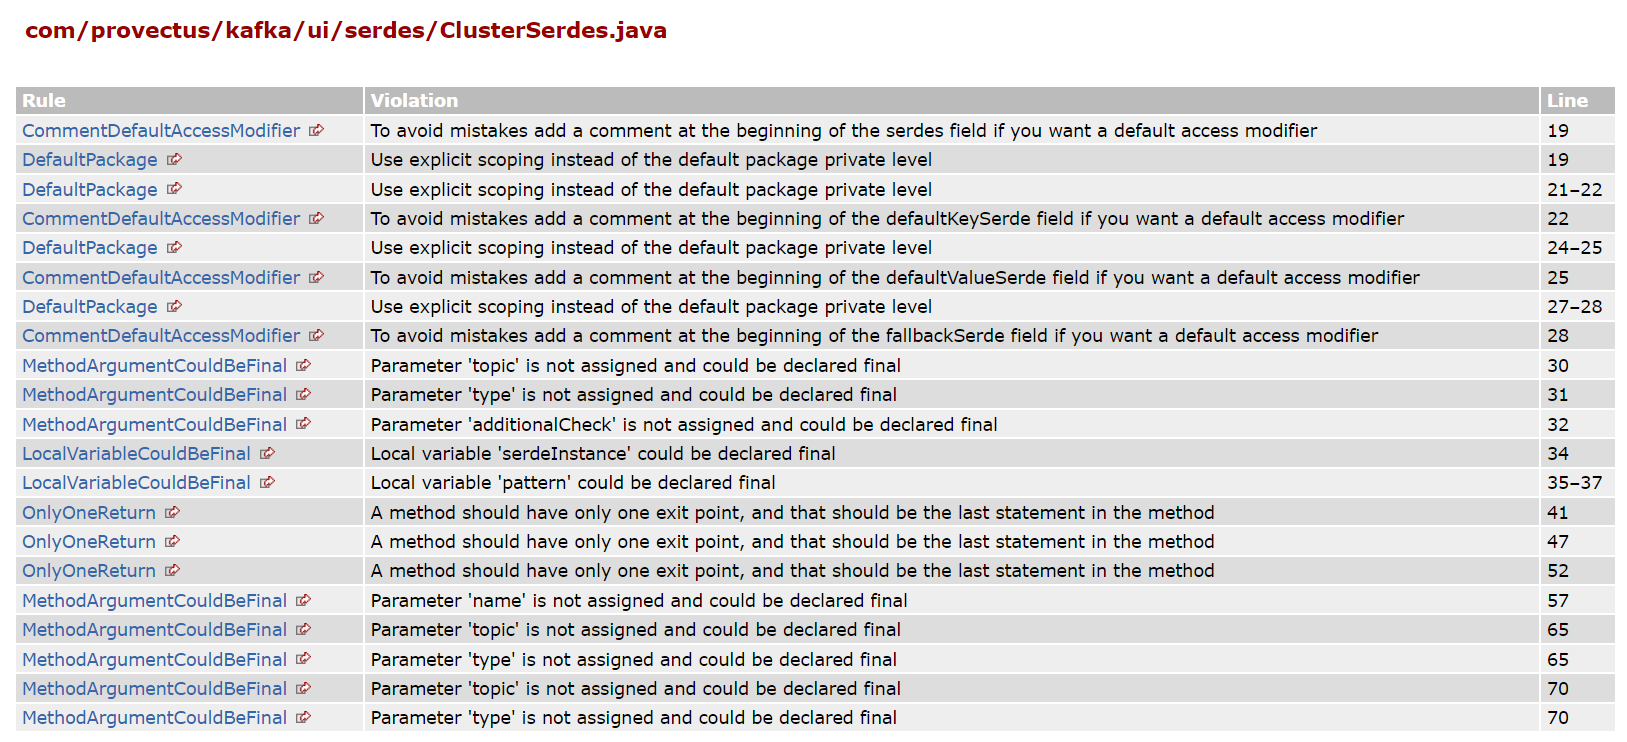 com/provectus/kafka/ui/serdes/ClusterSerdes.java
Rule Violation Line
CommentDefaultAccessModifier To avoid mistakes add a comment at the beginning of the serdes field if you want a default access modifier 19
DefaultPackage Use explicit scoping instead of the default package private level 19
DefaultPackage Use explicit scoping instead of the default package private level 21–22
CommentDefaultAccessModifier To avoid mistakes add a comment at the beginning of the defaultKeySerde field if you want a default access modifier 22
DefaultPackage Use explicit scoping instead of the default package private level 24–25
CommentDefaultAccessModifier To avoid mistakes add a comment at the beginning of the defaultValueSerde field if you want a default access modifier 25
DefaultPackage Use explicit scoping instead of the default package private level 27–28
CommentDefaultAccessModifier To avoid mistakes add a comment at the beginning of the fallbackSerde field if you want a default access modifier 28
MethodArgumentCouldBeFinal Parameter 'topic' is not assigned and could be declared final 30
MethodArgumentCouldBeFinal Parameter 'type' is not assigned and could be declared final 31
MethodArgumentCouldBeFinal Parameter 'additionalCheck' is not assigned and could be declared final 32
LocalVariableCouldBeFinal Local variable 'serdeInstance' could be declared final 34
LocalVariableCouldBeFinal Local variable 'pattern' could be declared final 35–37
OnlyOneReturn A method should have only one exit point, and that should be the last statement in the method 41
OnlyOneReturn A method should have only one exit point, and that should be the last statement in the method 47
OnlyOneReturn A method should have only one exit point, and that should be the last statement in the method 52
MethodArgumentCouldBeFinal Parameter 'name' is not assigned and could be declared final 57
MethodArgumentCouldBeFinal Parameter 'topic' is not assigned and could be declared final 65
MethodArgumentCouldBeFinal Parameter 'type' is not assigned and could be declared final 65
MethodArgumentCouldBeFinal Parameter 'topic' is not assigned and could be declared final 70
MethodArgumentCouldBeFinal Parameter 'type' is not assigned and could be declared final 70